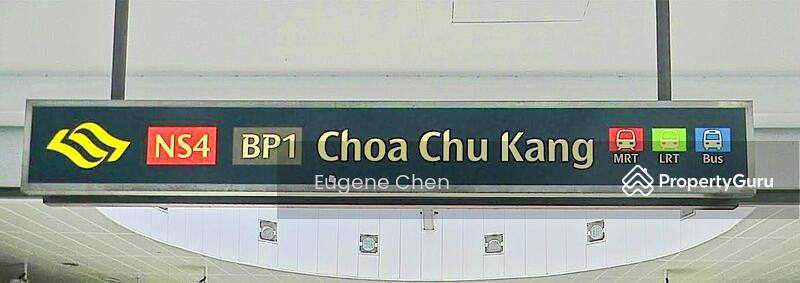 NS4 BP1 Choa Chu Kang MRT LRT Bus
Eugene Chen PropertyGuru